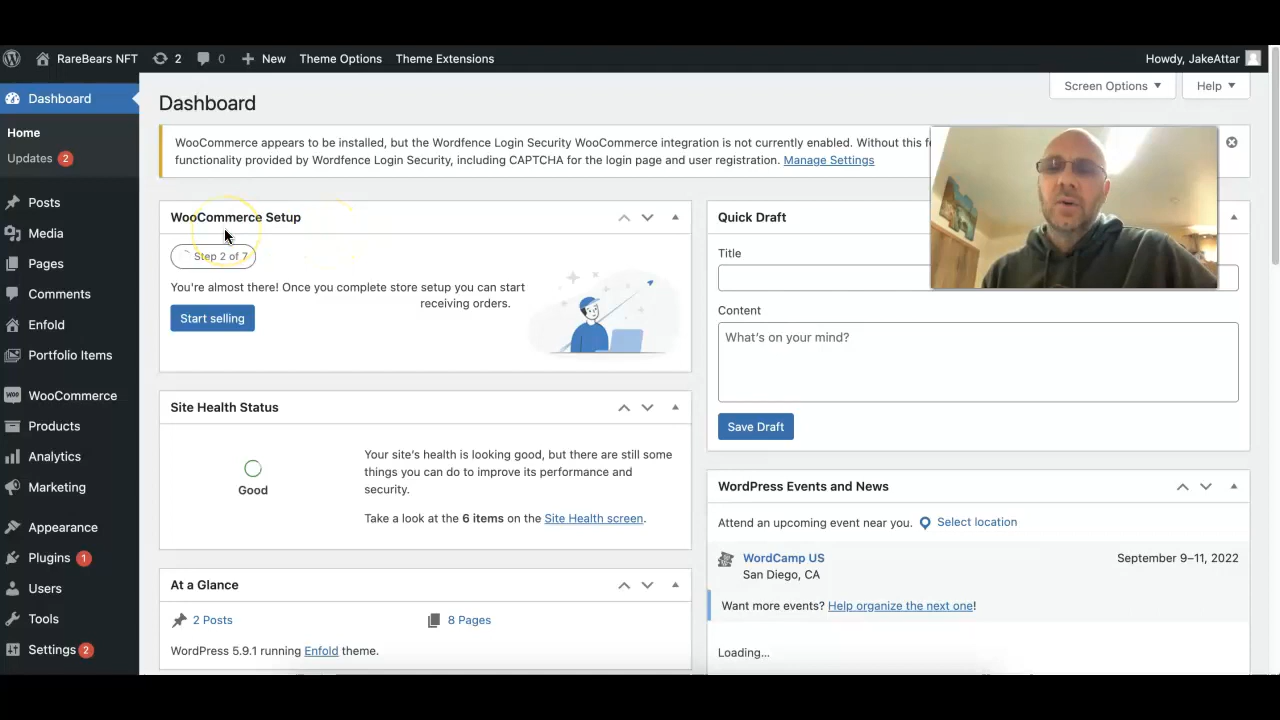 RareBears NFT
2
0
New
Theme Options
Theme Extensions
Howdy, JakeAttar
Screen Options
Help
Dashboard
Home
Updates 2
Posts
Media
Pages
Comments
Enfold
Portfolio Items
woo WooCommerce
Products
Analytics
Marketing
Appearance
Plugins 1
Users
Tools
Settings 2
Dashboard
WooCommerce appears to be installed, but the Wordfence Login Security WooCommerce integration is not currently enabled. Without this
functionality provided by Wordfence Login Security, including CAPTCHA for the login page and user registration. Manage Settings
WooCommerce Setup
Step 2 of 7
You're almost there! Once you complete store setup you can start
receiving orders.
Start selling
Site Health Status
Good
Your site's health is looking good, but there are still some
things you can do to improve its performance and
security.
Take a look at the 6 items on the Site Health screen.
At a Glance
2 Posts
8 Pages
WordPress 5.9.1 running Enfold theme.
Quick Draft
Title
Content
What's on your mind?
Save Draft
WordPress Events and News
Attend an upcoming event near you.
Select location
WordCamp US
September 9–11, 2022
San Diego, CA
Want more events? Help organize the next one!
Loading...